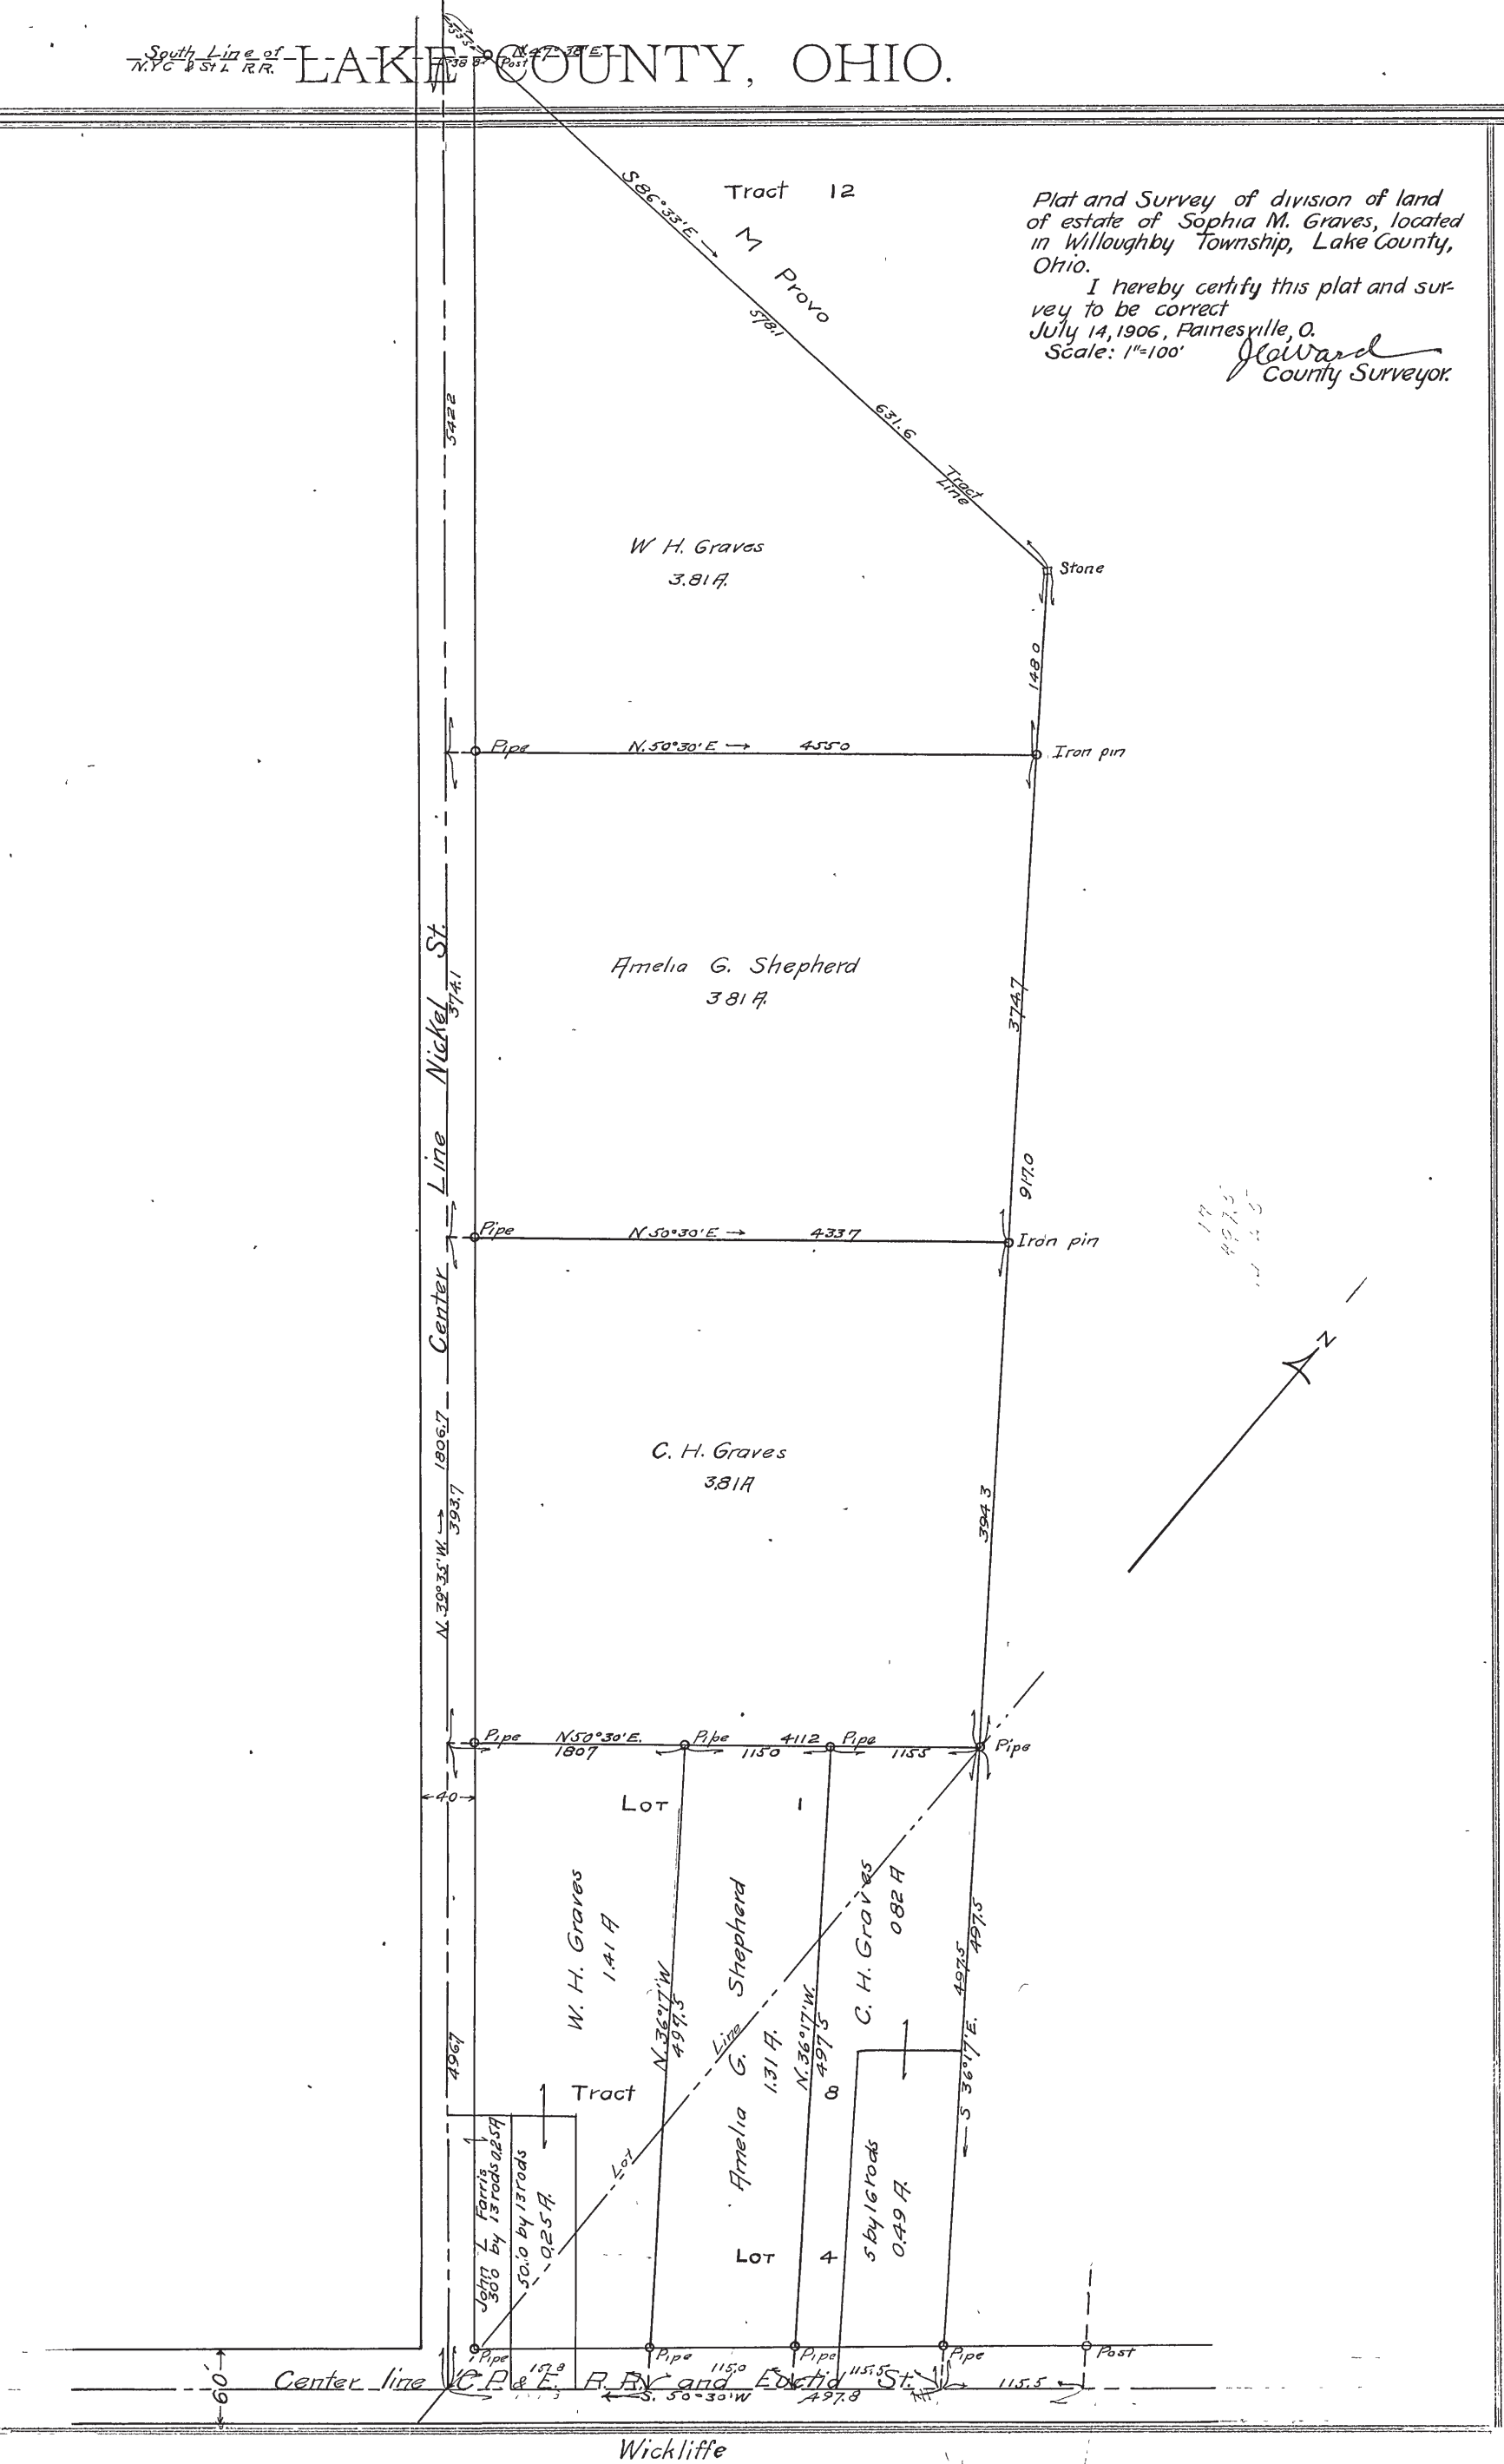 South Line of
N.Y.C & St L R.R.
LAKE COUNTY, OHIO.
N.47°38'E.
38 8
Post
S 86°33'E →
Tract 12
M Provo
578.1
631.6
Tract
Line
Plat and Survey of division of land
of estate of Sophia M. Graves, located
in Willoughby Township, Lake County,
Ohio.
I hereby certify this plat and sur-
vey to be correct
July 14, 1906, Painesville, O.
Scale: 1"=100'
County Surveyor.
542 2
W H. Graves
3.81 A.
Stone
148 0
Pipe
N. 50°30' E →
455 0
Iron pin
Center Line Nickel St.
374.1
Amelia G. Shepherd
3 81 A.
374.7
917.0
Pipe
N 50°30' E →
433 7
Iron pin
N
C. H. Graves
3.81 A
N. 39°35' W. → 1806.7
393.7
394 3
Pipe
N 50°30' E.
180 7
Pipe
411 2
115 0
Pipe
115 5
Pipe
40
Lot 1
W. H. Graves
1.41 A
N. 36°17' W
497.5
Amelia G. Shepherd
1.31 A.
N. 36°17' W.
497 5
C. H. Graves
0 82 A
497.5
497.5
← S 36°17' E.
496.7
Lot Line
Tract 8
John L Farris
30.0 by 13 rods 0.25 A
50.0 by 13 rods
0.25 A.
5 by 16 rods
0.49 A.
Lot 4
Pipe
Pipe
Pipe
Pipe
Post
60'
Center line C. P. & E. R. Ry and Euclid St.
151.8
115.0
115.5
115.5
← S. 50°30' W
497.8
Wickliffe